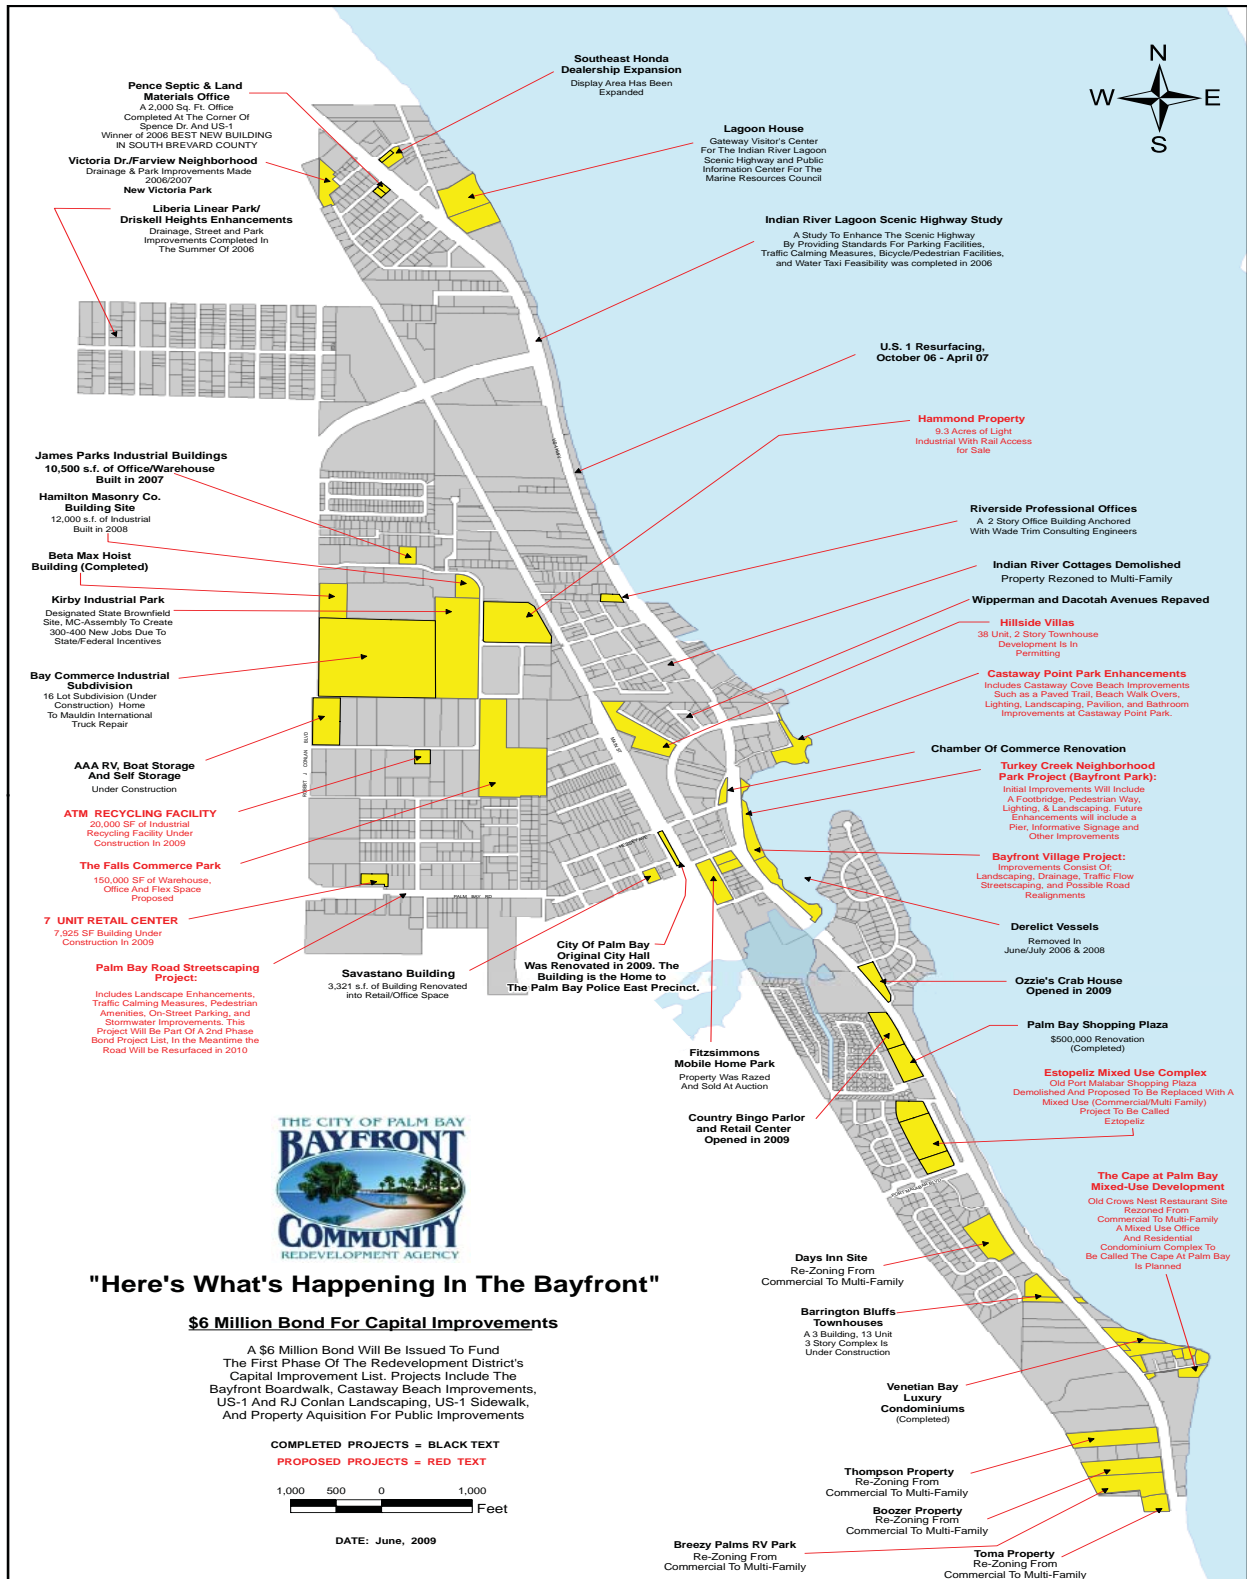 N
W
E
S
Southeast Honda
Dealership Expansion
Display Area Has Been
Expanded
Pence Septic & Land
Materials Office
A 2,000 Sq. Ft. Office
Completed At The Corner Of
Spence Dr. And US-1
Winner of 2006 BEST NEW BUILDING
IN SOUTH BREVARD COUNTY
Victoria Dr./Farview Neighborhood
Drainage & Park Improvements Made
2006/2007
New Victoria Park
Liberia Linear Park/
Driskell Heights Enhancements
Drainage, Street and Park
Improvements Completed In
The Summer Of 2006
Lagoon House
Gateway Visitor's Center
For The Indian River Lagoon
Scenic Highway and Public
Information Center For The
Marine Resources Council
Indian River Lagoon Scenic Highway Study
A Study To Enhance The Scenic Highway
By Providing Standards For Parking Facilities,
Traffic Calming Measures, Bicycle/Pedestrian Facilities,
and Water Taxi Feasibility was completed in 2006
U.S. 1 Resurfacing,
October 06 - April 07
Hammond Property
9.3 Acres of Light
Industrial With Rail Access
for Sale
James Parks Industrial Buildings
10,500 s.f. of Office/Warehouse
Built in 2007
Hamilton Masonry Co.
Building Site
12,000 s.f. of Industrial
Built in 2008
Beta Max Hoist
Building (Completed)
Kirby Industrial Park
Designated State Brownfield
Site, MC-Assembly To Create
300-400 New Jobs Due To
State/Federal Incentives
Bay Commerce Industrial
Subdivision
16 Lot Subdivision (Under
Construction) Home
To Mauldin International
Truck Repair
AAA RV, Boat Storage
And Self Storage
Under Construction
ATM RECYCLING FACILITY
20,000 SF of Industrial
Recycling Facility Under
Construction In 2009
The Falls Commerce Park
150,000 SF of Warehouse,
Office And Flex Space
Proposed
7 UNIT RETAIL CENTER
7,925 SF Building Under
Construction In 2009
Palm Bay Road Streetscaping
Project:
Includes Landscape Enhancements,
Traffic Calming Measures, Pedestrian
Amenities, On-Street Parking, and
Stormwater Improvements. This
Project Will Be Part Of A 2nd Phase
Bond Project List, In the Meantime the
Road Will be Resurfaced in 2010
Riverside Professional Offices
A 2 Story Office Building Anchored
With Wade Trim Consulting Engineers
Indian River Cottages Demolished
Property Rezoned to Multi-Family
Wipperman and Dacotah Avenues Repaved
Hillside Villas
38 Unit, 2 Story Townhouse
Development Is In
Permitting
Castaway Point Park Enhancements
Includes Castaway Cove Beach Improvements
Such as a Paved Trail, Beach Walk Overs,
Lighting, Landscaping, Pavilion, and Bathroom
Improvements at Castaway Point Park.
Chamber Of Commerce Renovation
Turkey Creek Neighborhood
Park Project (Bayfront Park):
Initial Improvements Will Include
A Footbridge, Pedestrian Way,
Lighting, & Landscaping. Future
Enhancements will include a
Pier, Informative Signage and
Other Improvements
Bayfront Village Project:
Improvements Consist Of;
Landscaping, Drainage, Traffic Flow
Streetscaping, and Possible Road
Realignments
Derelict Vessels
Removed In
June/July 2006 & 2008
Ozzie's Crab House
Opened in 2009
Palm Bay Shopping Plaza
$500,000 Renovation
(Completed)
Estopeliz Mixed Use Complex
Old Port Malabar Shopping Plaza
Demolished And Proposed To Be Replaced With A
Mixed Use (Commercial/Multi Family)
Project To Be Called
Eztopeliz
The Cape at Palm Bay
Mixed-Use Development
Old Crows Nest Restaurant Site
Rezoned From
Commercial To Multi-Family
A Mixed Use Office
And Residential
Condominium Complex To
Be Called The Cape At Palm Bay
Is Planned
ROBERT J CONLAN BLVD
MAIN ST
PALM BAY RD
PORT MALABAR BLVD
Savastano Building
3,321 s.f. of Building Renovated
into Retail/Office Space
City Of Palm Bay
Original City Hall
Was Renovated in 2009. The
Building is the Home to
The Palm Bay Police East Precinct.
Fitzsimmons
Mobile Home Park
Property Was Razed
And Sold At Auction
Country Bingo Parlor
and Retail Center
Opened in 2009
Days Inn Site
Re-Zoning From
Commercial To Multi-Family
Barrington Bluffs
Townhouses
A 3 Building, 13 Unit
3 Story Complex Is
Under Construction
Venetian Bay
Luxury
Condominiums
(Completed)
Thompson Property
Re-Zoning From
Commercial To Multi-Family
Boozer Property
Re-Zoning From
Commercial To Multi-Family
Breezy Palms RV Park
Re-Zoning From
Commercial To Multi-Family
Toma Property
Re-Zoning From
Commercial To Multi-Family
THE CITY OF PALM BAY
BAYFRONT
COMMUNITY
REDEVELOPMENT AGENCY
"Here's What's Happening In The Bayfront"
$6 Million Bond For Capital Improvements
A $6 Million Bond Will Be Issued To Fund
The First Phase Of The Redevelopment District's
Capital Improvement List. Projects Include The
Bayfront Boardwalk, Castaway Beach Improvements,
US-1 And RJ Conlan Landscaping, US-1 Sidewalk,
And Property Aquisition For Public Improvements
COMPLETED PROJECTS = BLACK TEXT
PROPOSED PROJECTS = RED TEXT
1,000 500 0 1,000
Feet
DATE: June, 2009